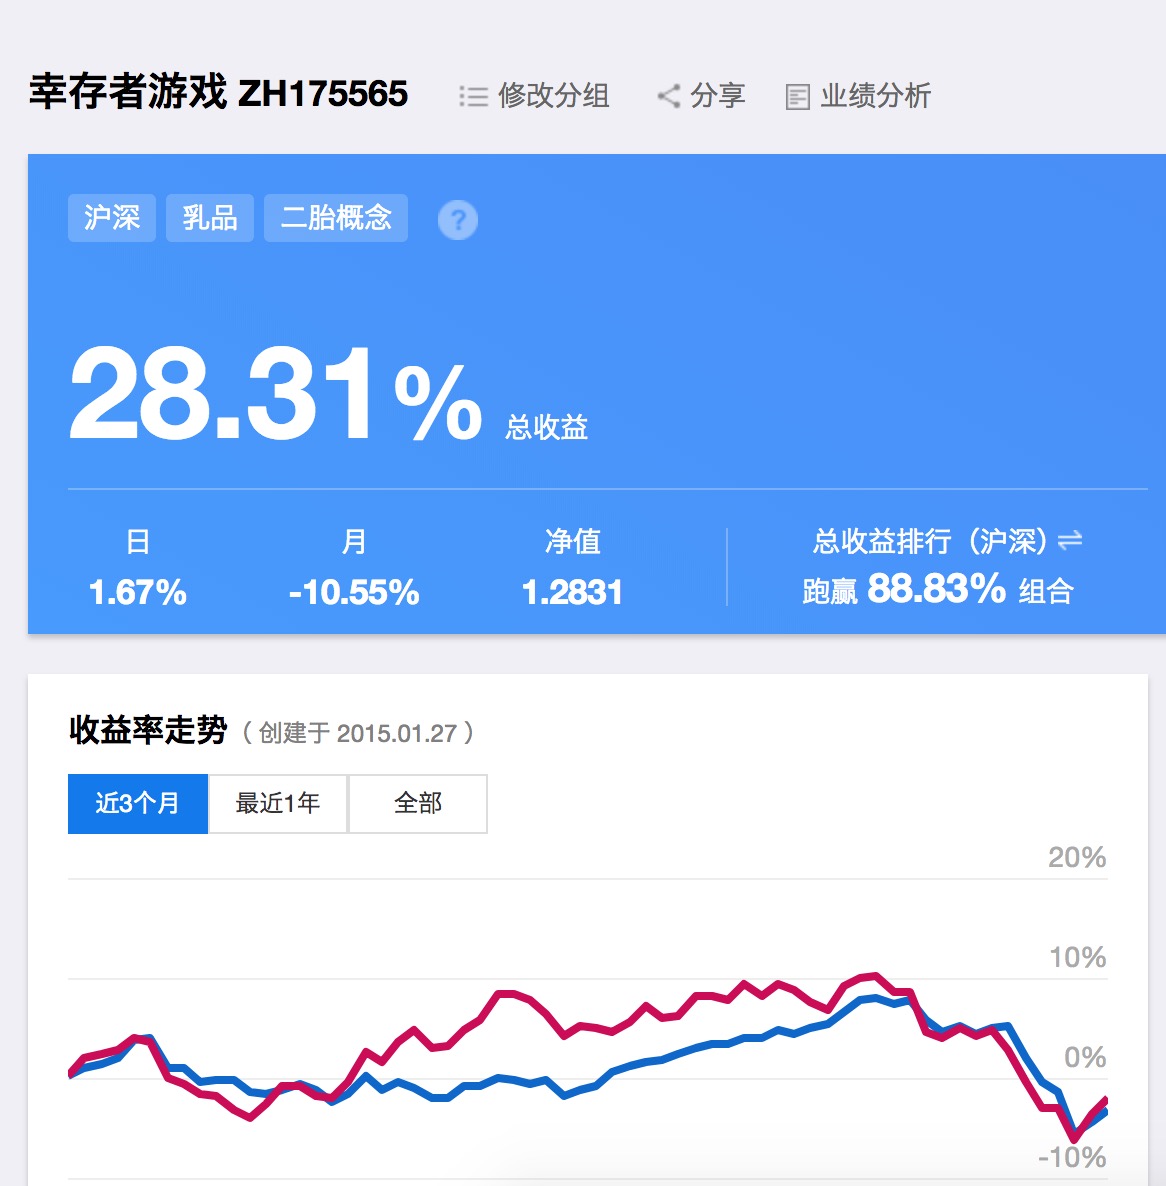 幸存者游戏 ZH175565 修改分组 分享 业绩分析
沪深 乳品 二胎概念 ?
28.31% 总收益
日 月 净值 总收益排行（沪深）
1.67% -10.55% 1.2831 跑赢 88.83% 组合
收益率走势（ 创建于 2015.01.27 ）
近3个月 最近1年 全部
20%
10%
0%
-10%